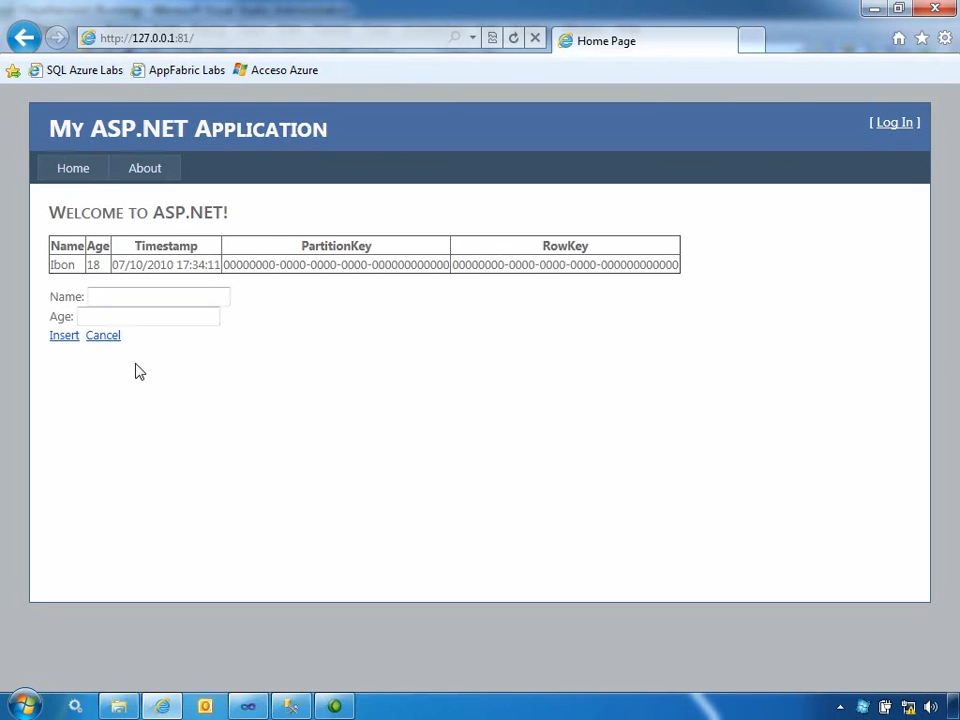 http://127.0.0.1:81/
Home Page
SQL Azure Labs AppFabric Labs Acceso Azure
MY ASP.NET APPLICATION
[ Log In ]
Home About
WELCOME TO ASP.NET!
Name Age Timestamp PartitionKey RowKey
Ibon 18 07/10/2010 17:34:11 00000000-0000-0000-0000-000000000000 00000000-0000-0000-0000-000000000000
Name:
Age:
Insert Cancel